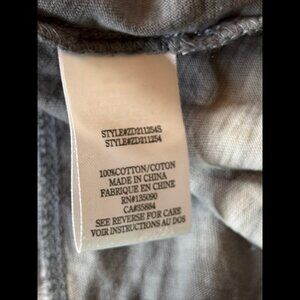 STYLE#ZD211254S
STYLE#ZD211254
100%COTTON/COTON
MADE IN CHINA
FABRIQUE EN CHINE
RN#135090
CA#35884
SEE REVERSE FOR CARE
VOIR INSTRUCTIONS AU DOS